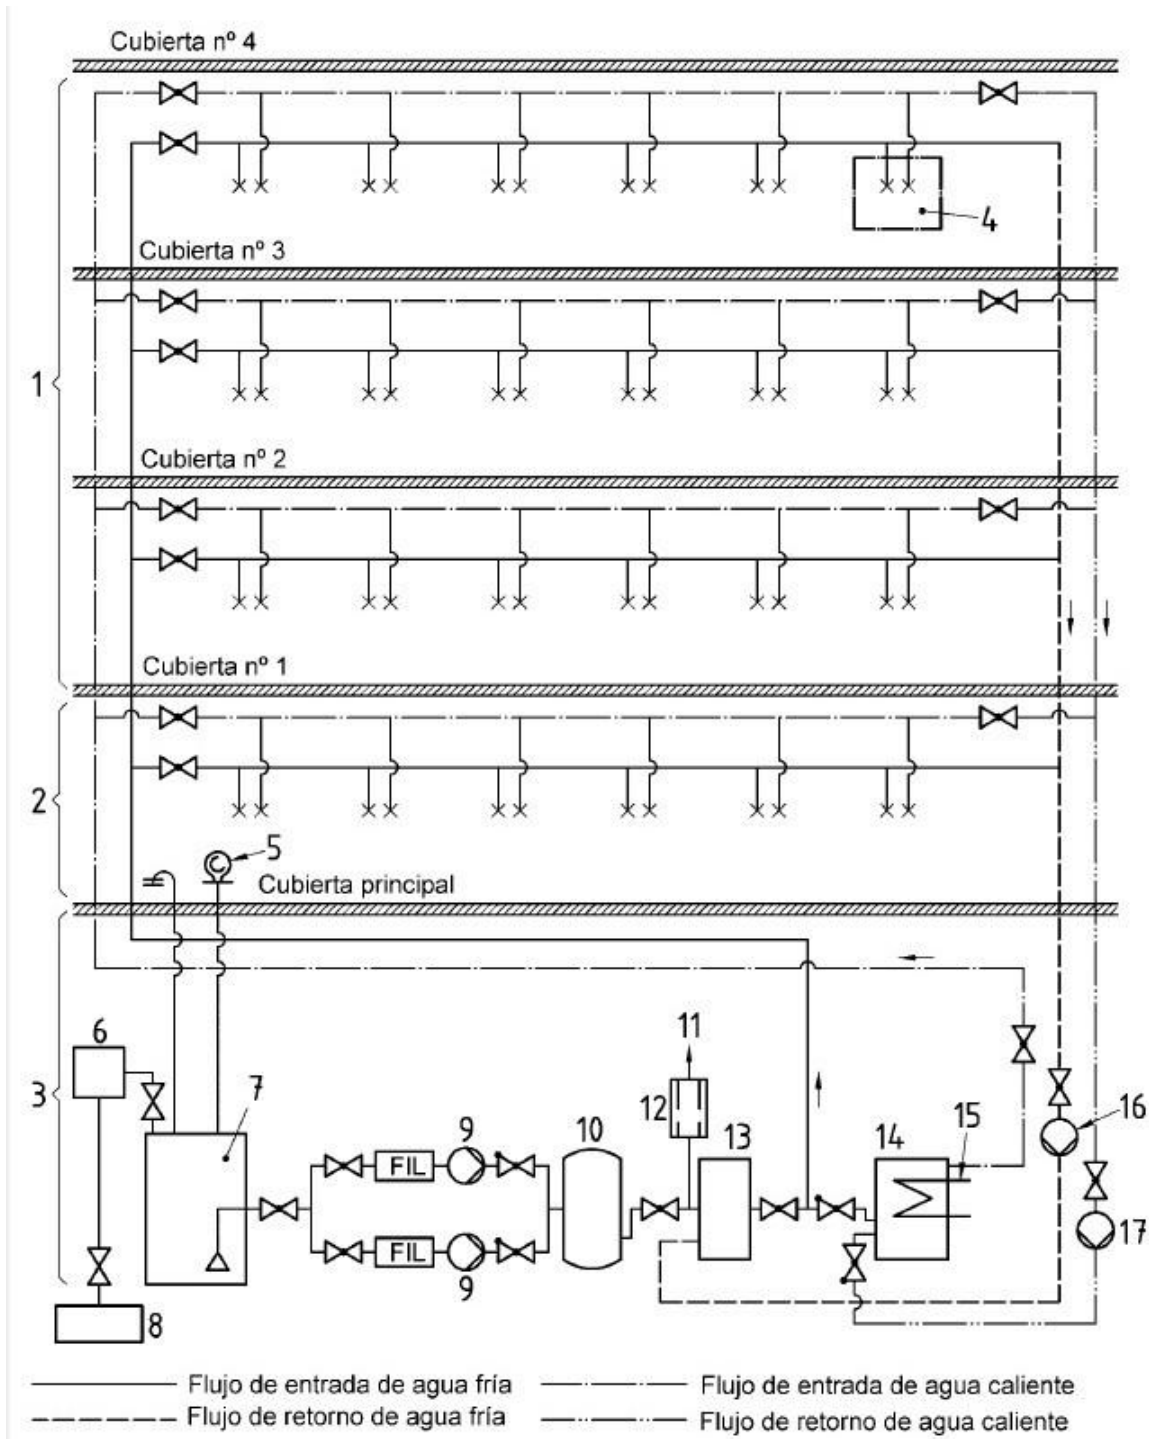 Cubierta nº 4
4
Cubierta nº 3
1
Cubierta nº 2
Cubierta nº 1
2
5
Cubierta principal
6
11
3
7
9
10
12
13
14
15
16
FIL
FIL
17
9
8
Flujo de entrada de agua fría
Flujo de entrada de agua caliente
Flujo de retorno de agua fría
Flujo de retorno de agua caliente